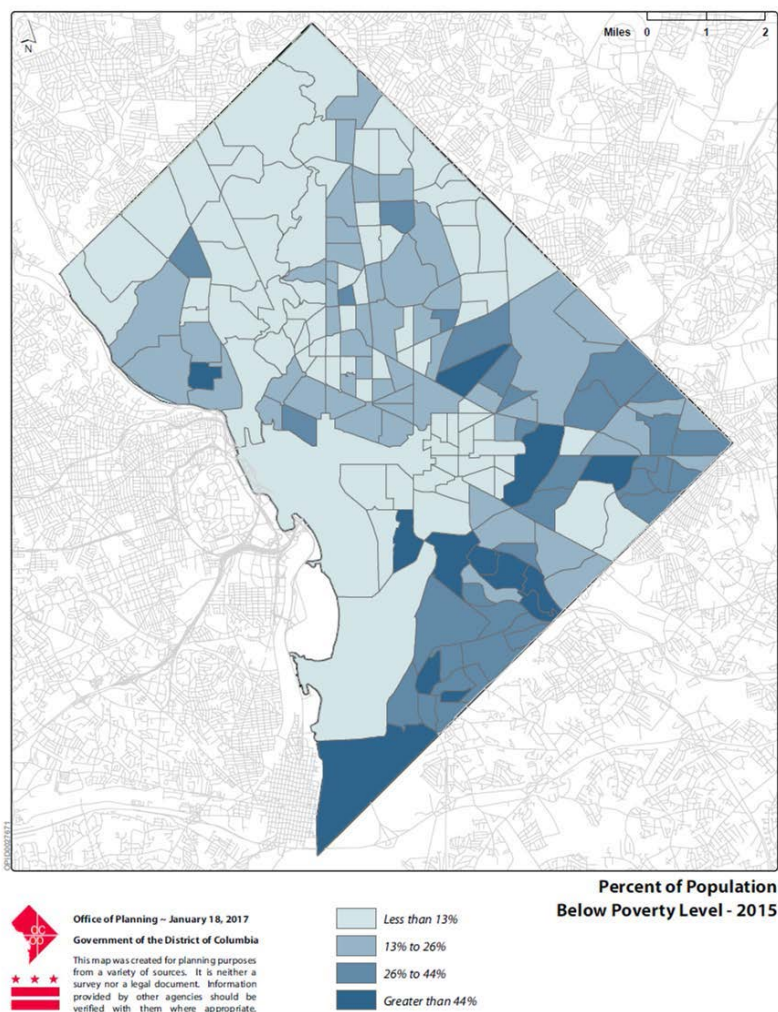 N
Miles 0 1 2
Percent of Population
Below Poverty Level - 2015
Office of Planning ~ January 18, 2017
Government of the District of Columbia
This map was created for planning purposes
from a variety of sources. It is neither a
survey nor a legal document. Information
provided by other agencies should be
verified with them where appropriate.
Less than 13%
13% to 26%
26% to 44%
Greater than 44%